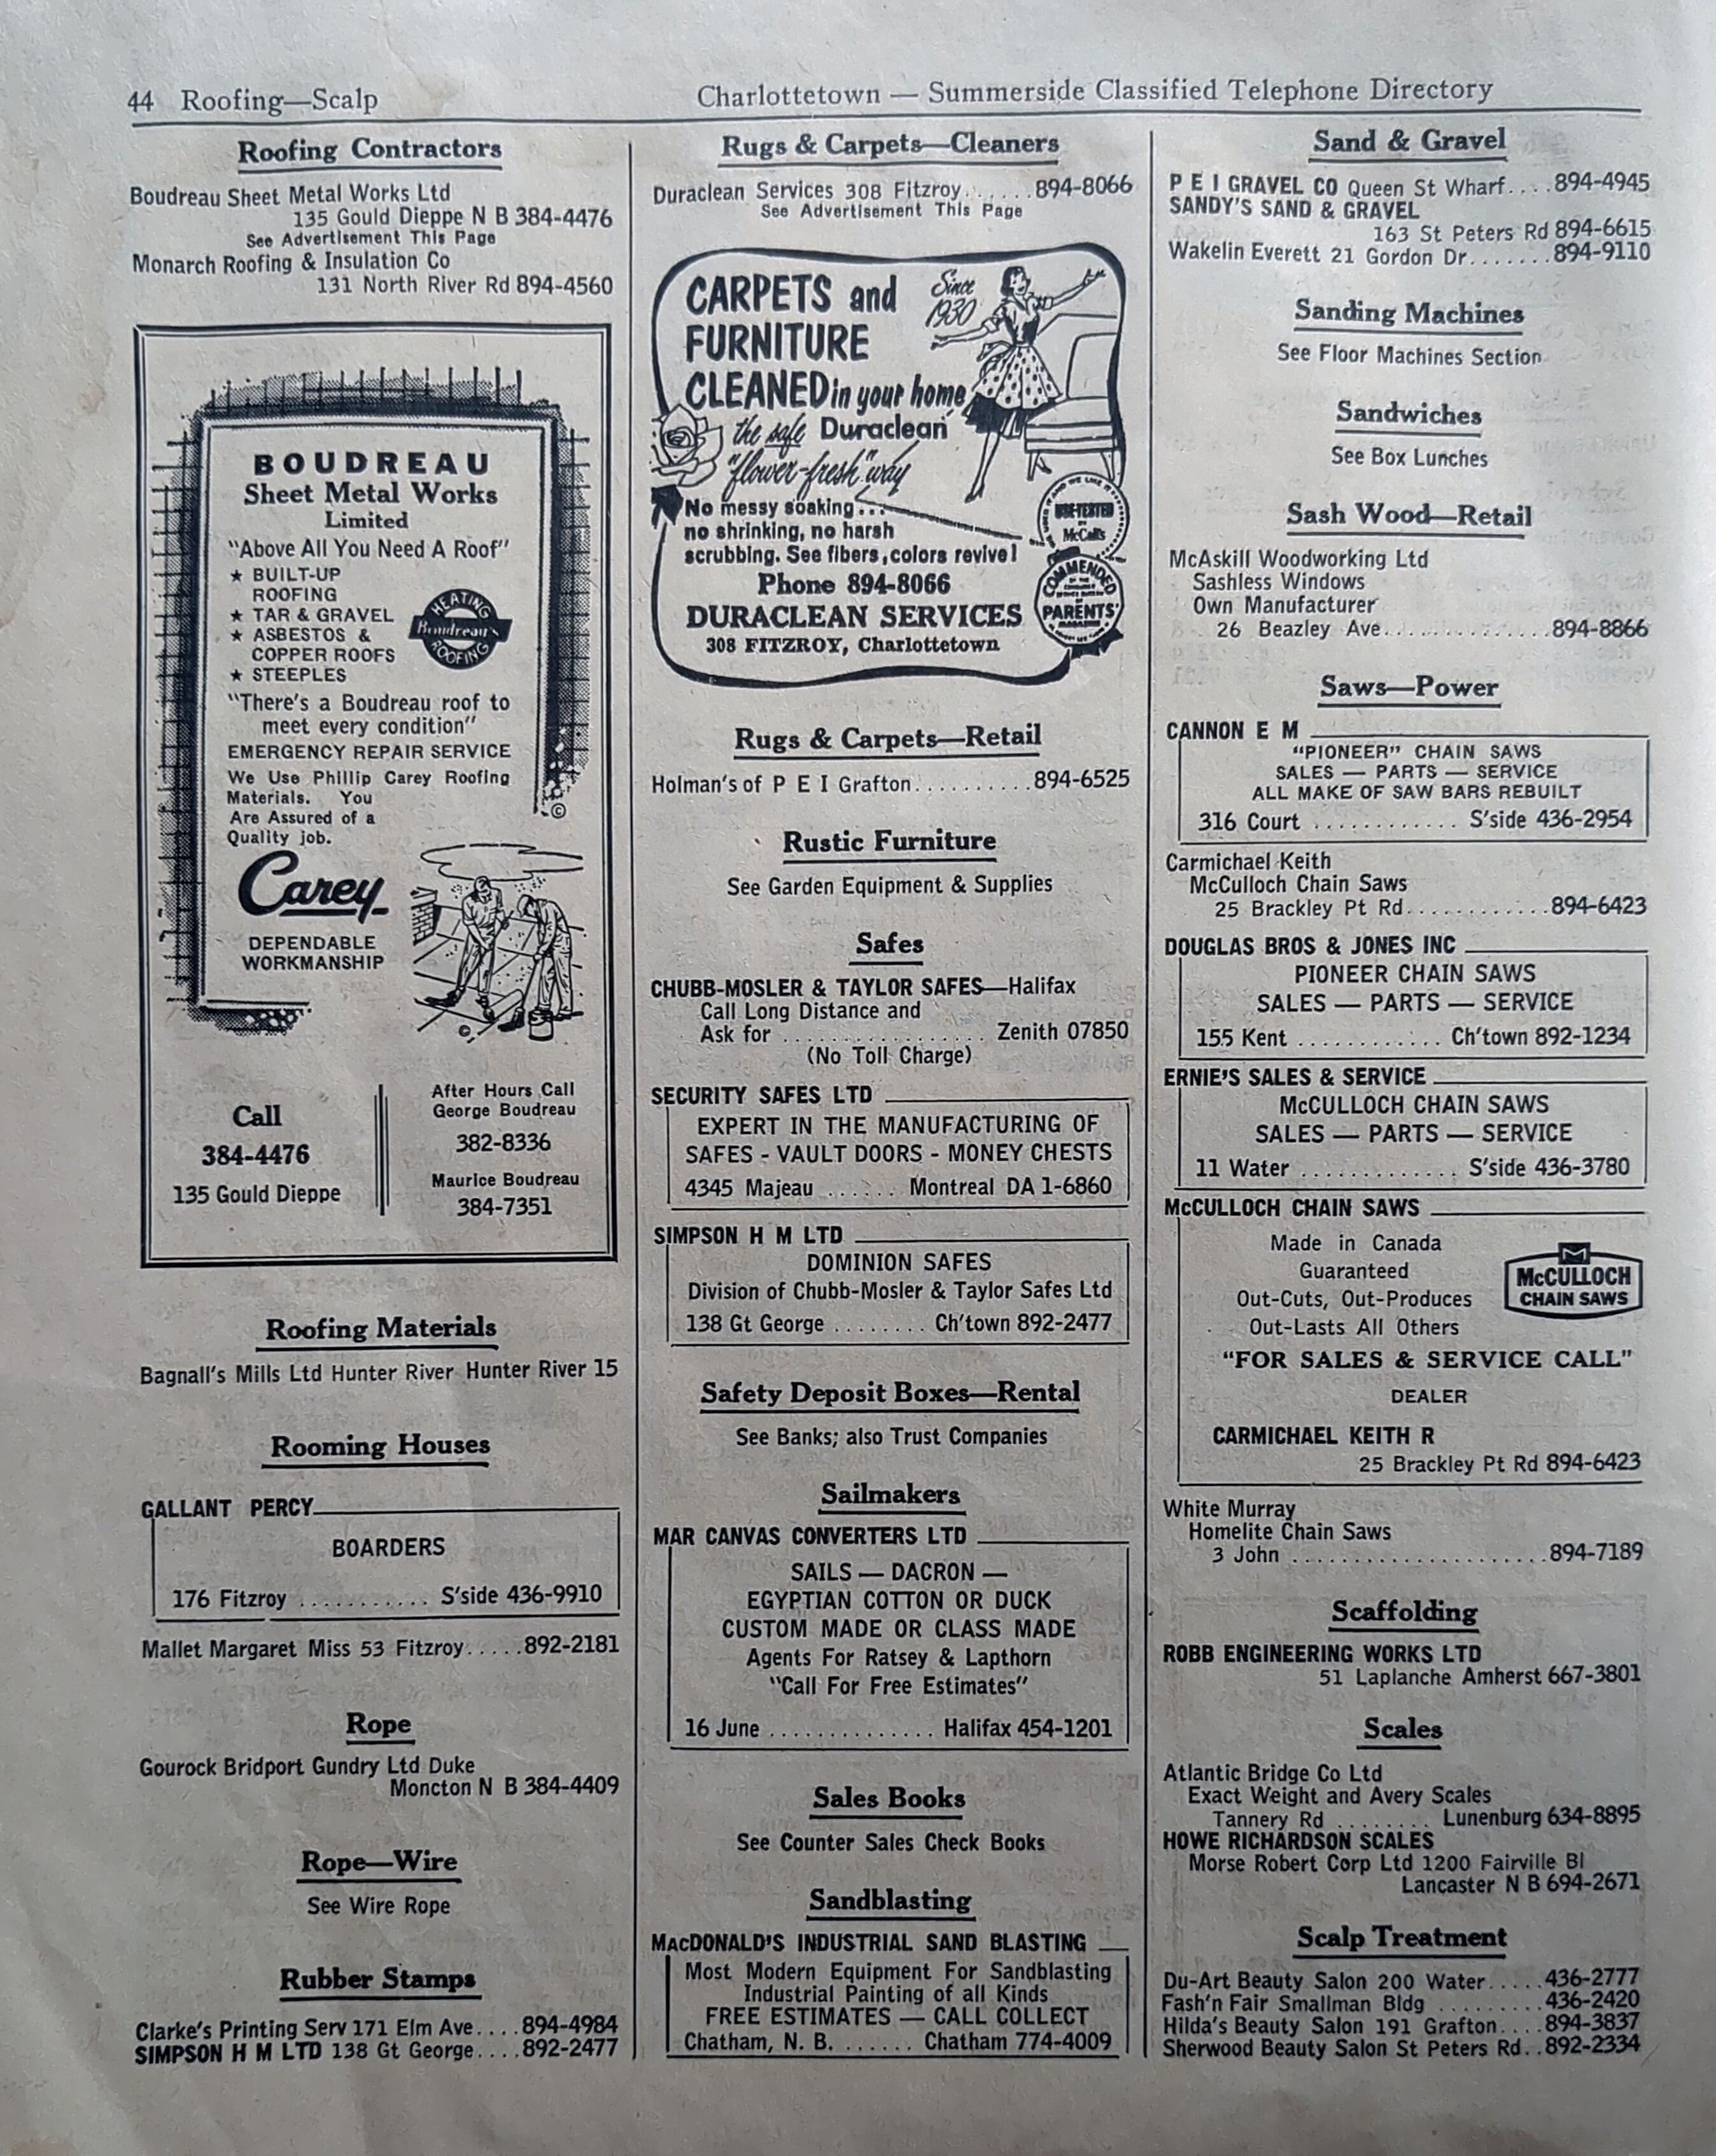 44 Roofing—Scalp
Charlottetown — Summerside Classified Telephone Directory
Roofing Contractors
Boudreau Sheet Metal Works Ltd
135 Gould Dieppe N B 384-4476
See Advertisement This Page
Monarch Roofing & Insulation Co
131 North River Rd 894-4560
BOUDREAU
Sheet Metal Works
Limited
"Above All You Need A Roof"
★ BUILT-UP
ROOFING
★ TAR & GRAVEL
★ ASBESTOS &
COPPER ROOFS
★ STEEPLES
HEATING
Boudreau's
ROOFING
"There's a Boudreau roof to
meet every condition"
EMERGENCY REPAIR SERVICE
We Use Phillip Carey Roofing
Materials. You
Are Assured of a
Quality job.
©
Carey
DEPENDABLE
WORKMANSHIP
©
Call
384-4476
135 Gould Dieppe
After Hours Call
George Boudreau
382-8336
Maurice Boudreau
384-7351
Roofing Materials
Bagnall's Mills Ltd Hunter River Hunter River 15
Rooming Houses
GALLANT PERCY
BOARDERS
176 Fitzroy ........... S'side 436-9910
Mallet Margaret Miss 53 Fitzroy.....892-2181
Rope
Gourock Bridport Gundry Ltd Duke
Moncton N B 384-4409
Rope—Wire
See Wire Rope
Rubber Stamps
Clarke's Printing Serv 171 Elm Ave....894-4984
SIMPSON H M LTD 138 Gt George....892-2477
Rugs & Carpets—Cleaners
Duraclean Services 308 Fitzroy......894-8066
See Advertisement This Page
CARPETS and
FURNITURE
CLEANED in your home
Since
1930
the safe Duraclean
"flower-fresh" way
No messy soaking...
no shrinking, no harsh
scrubbing. See fibers, colors revive!
USE-TESTED
McCall's
COMMENDED
PARENTS'
MAGAZINE
Phone 894-8066
DURACLEAN SERVICES
308 FITZROY, Charlottetown
Rugs & Carpets—Retail
Holman's of P E I Grafton..........894-6525
Rustic Furniture
See Garden Equipment & Supplies
Safes
CHUBB-MOSLER & TAYLOR SAFES—Halifax
Call Long Distance and
Ask for .................. Zenith 07850
(No Toll Charge)
SECURITY SAFES LTD
EXPERT IN THE MANUFACTURING OF
SAFES - VAULT DOORS - MONEY CHESTS
4345 Majeau ...... Montreal DA 1-6860
SIMPSON H M LTD
DOMINION SAFES
Division of Chubb-Mosler & Taylor Safes Ltd
138 Gt George ........ Ch'town 892-2477
Safety Deposit Boxes—Rental
See Banks; also Trust Companies
Sailmakers
MAR CANVAS CONVERTERS LTD
SAILS — DACRON —
EGYPTIAN COTTON OR DUCK
CUSTOM MADE OR CLASS MADE
Agents For Ratsey & Lapthorn
"Call For Free Estimates"
16 June .............. Halifax 454-1201
Sales Books
See Counter Sales Check Books
Sandblasting
MACDONALD'S INDUSTRIAL SAND BLASTING
Most Modern Equipment For Sandblasting
Industrial Painting of all Kinds
FREE ESTIMATES — CALL COLLECT
Chatham, N. B. ....... Chatham 774-4009
Sand & Gravel
P E I GRAVEL CO Queen St Wharf....894-4945
SANDY'S SAND & GRAVEL
163 St Peters Rd 894-6615
Wakelin Everett 21 Gordon Dr.......894-9110
Sanding Machines
See Floor Machines Section
Sandwiches
See Box Lunches
Sash Wood—Retail
McAskill Woodworking Ltd
Sashless Windows
Own Manufacturer
26 Beazley Ave..............894-8866
Saws—Power
CANNON E M
"PIONEER" CHAIN SAWS
SALES — PARTS — SERVICE
ALL MAKE OF SAW BARS REBUILT
316 Court ............ S'side 436-2954
Carmichael Keith
McCulloch Chain Saws
25 Brackley Pt Rd............894-6423
DOUGLAS BROS & JONES INC
PIONEER CHAIN SAWS
SALES — PARTS — SERVICE
155 Kent ............ Ch'town 892-1234
ERNIE'S SALES & SERVICE
McCULLOCH CHAIN SAWS
SALES — PARTS — SERVICE
11 Water ............. S'side 436-3780
McCULLOCH CHAIN SAWS
Made in Canada
Guaranteed
Out-Cuts, Out-Produces
Out-Lasts All Others
McCULLOCH
CHAIN SAWS
"FOR SALES & SERVICE CALL"
DEALER
CARMICHAEL KEITH R
25 Brackley Pt Rd 894-6423
White Murray
Homelite Chain Saws
3 John .....................894-7189
Scaffolding
ROBB ENGINEERING WORKS LTD
51 Laplanche Amherst 667-3801
Scales
Atlantic Bridge Co Ltd
Exact Weight and Avery Scales
Tannery Rd ........ Lunenburg 634-8895
HOWE RICHARDSON SCALES
Morse Robert Corp Ltd 1200 Fairville Bl
Lancaster N B 694-2671
Scalp Treatment
Du-Art Beauty Salon 200 Water.....436-2777
Fash'n Fair Smallman Bldg .........436-2420
Hilda's Beauty Salon 191 Grafton....894-3837
Sherwood Beauty Salon St Peters Rd..892-2334